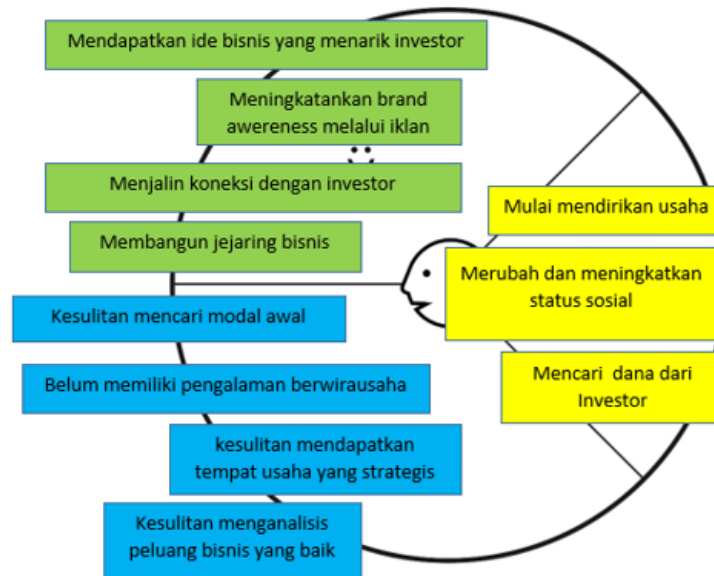 Mendapatkan ide bisnis yang menarik investor
Meningkatankan brand
awereness melalui iklan
Menjalin koneksi dengan investor
Membangun jejaring bisnis
Kesulitan mencari modal awal
Belum memiliki pengalaman berwirausaha
kesulitan mendapatkan
tempat usaha yang strategis
Kesulitan menganalisis
peluang bisnis yang baik
Mulai mendirikan usaha
Merubah dan meningkatkan
status sosial
Mencari dana dari
Investor